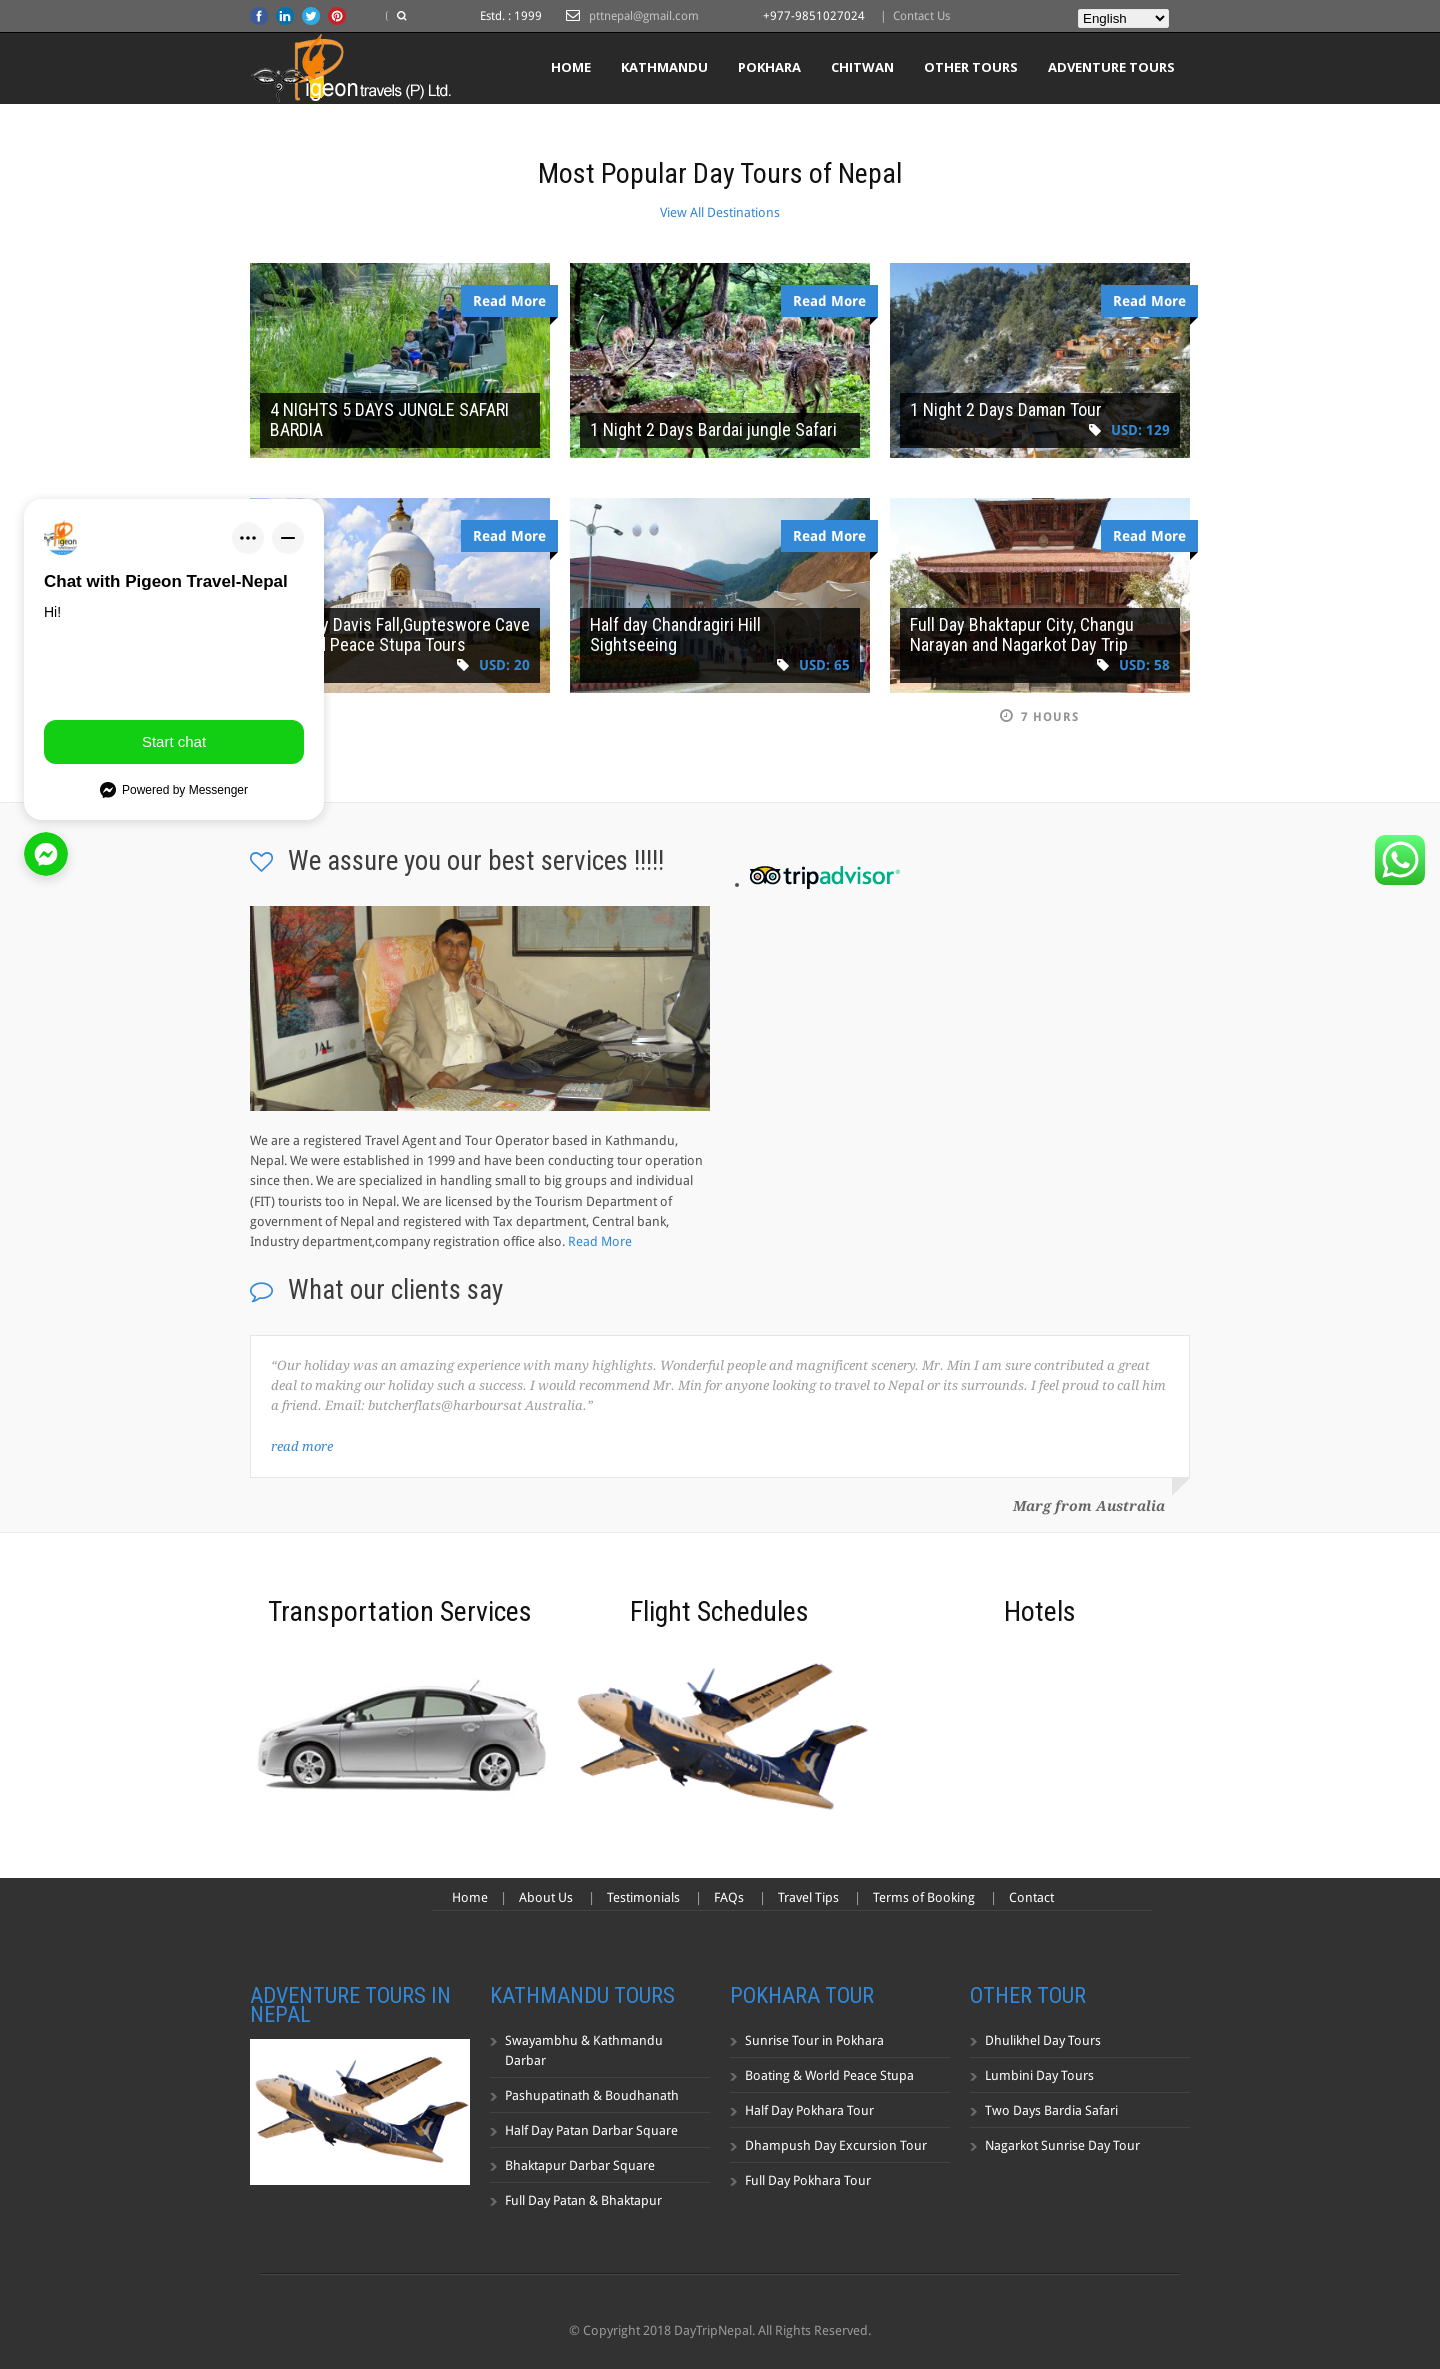 Estd. : 1999
pttnepal@gmail.com
+977-9851027024
| Contact Us
English
igeon travels (P) Ltd.
HOME
KATHMANDU
POKHARA
CHITWAN
OTHER TOURS
ADVENTURE TOURS
Most Popular Day Tours of Nepal
View All Destinations
Read More
4 NIGHTS 5 DAYS JUNGLE SAFARI
BARDIA
Read More
1 Night 2 Days Bardai jungle Safari
Read More
1 Night 2 Days Daman Tour
USD: 129
Read More
Davis Fall,Gupteswore Cave
Peace Stupa Tours
USD: 20
Read More
Half day Chandragiri Hill
Sightseeing
USD: 65
Read More
Full Day Bhaktapur City, Changu
Narayan and Nagarkot Day Trip
USD: 58
7 HOURS
igeon
Chat with Pigeon Travel-Nepal
Hi!
Start chat
Powered by Messenger
We assure you our best services !!!!!
tripadvisor®
JAL
We are a registered Travel Agent and Tour Operator based in Kathmandu,
Nepal. We were established in 1999 and have been conducting tour operation
since then. We are specialized in handling small to big groups and individual
(FIT) tourists too in Nepal. We are licensed by the Tourism Department of
government of Nepal and registered with Tax department, Central bank,
Industry department,company registration office also. Read More
What our clients say
“Our holiday was an amazing experience with many highlights. Wonderful people and magnificent scenery. Mr. Min I am sure contributed a great
deal to making our holiday such a success. I would recommend Mr. Min for anyone looking to travel to Nepal or its surrounds. I feel proud to call him
a friend. Email: butcherflats@harboursat Australia.”
read more
Marg from Australia
Transportation Services
Flight Schedules
Hotels
9N-AIT
Buddha Air
Home | About Us | Testimonials | FAQs | Travel Tips | Terms of Booking | Contact
ADVENTURE TOURS IN
NEPAL
9N-AIT
Buddha Air
KATHMANDU TOURS
Swayambhu & Kathmandu
Darbar
Pashupatinath & Boudhanath
Half Day Patan Darbar Square
Bhaktapur Darbar Square
Full Day Patan & Bhaktapur
POKHARA TOUR
Sunrise Tour in Pokhara
Boating & World Peace Stupa
Half Day Pokhara Tour
Dhampush Day Excursion Tour
Full Day Pokhara Tour
OTHER TOUR
Dhulikhel Day Tours
Lumbini Day Tours
Two Days Bardia Safari
Nagarkot Sunrise Day Tour
© Copyright 2018 DayTripNepal. All Rights Reserved.